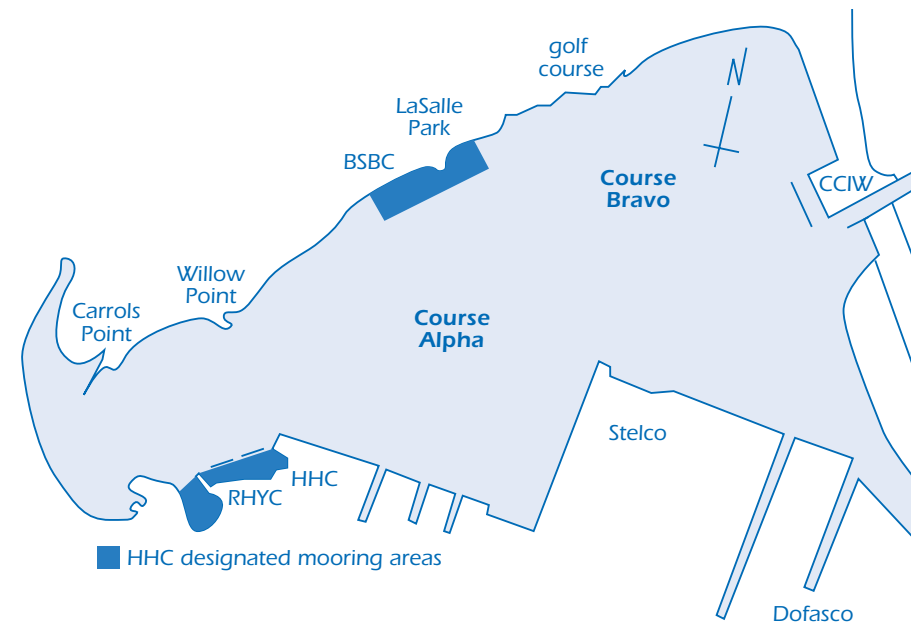 golf
course
N
LaSalle
Park
BSBC
Course
Bravo
CCIW
Willow
Point
Carrols
Point
Course
Alpha
Stelco
HHC
RHYC
HHC designated mooring areas
Dofasco